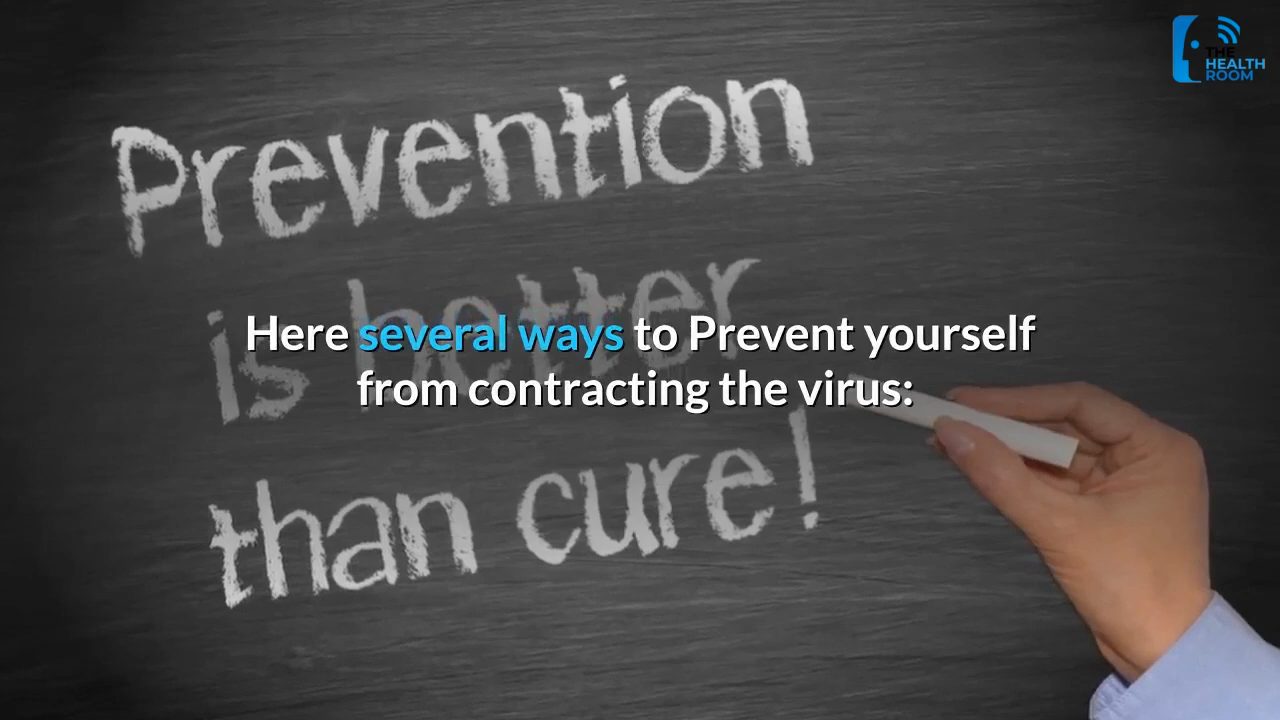 THE
HEALTH
ROOM
Prevention
is better
than cure!
Here several ways to Prevent yourself
from contracting the virus: